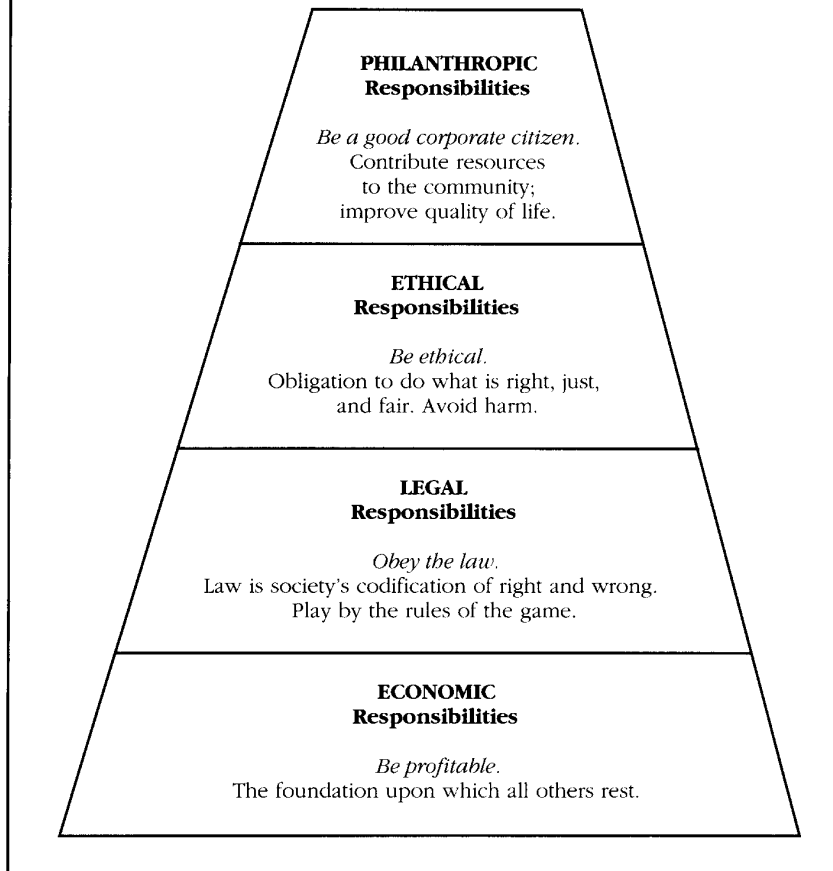 PHILANTHROPIC
Responsibilities
Be a good corporate citizen.
Contribute resources
to the community;
improve quality of life.
ETHICAL
Responsibilities
Be ethical.
Obligation to do what is right, just,
and fair. Avoid harm.
LEGAL
Responsibilities
Obey the law.
Law is society's codification of right and wrong.
Play by the rules of the game.
ECONOMIC
Responsibilities
Be profitable.
The foundation upon which all others rest.